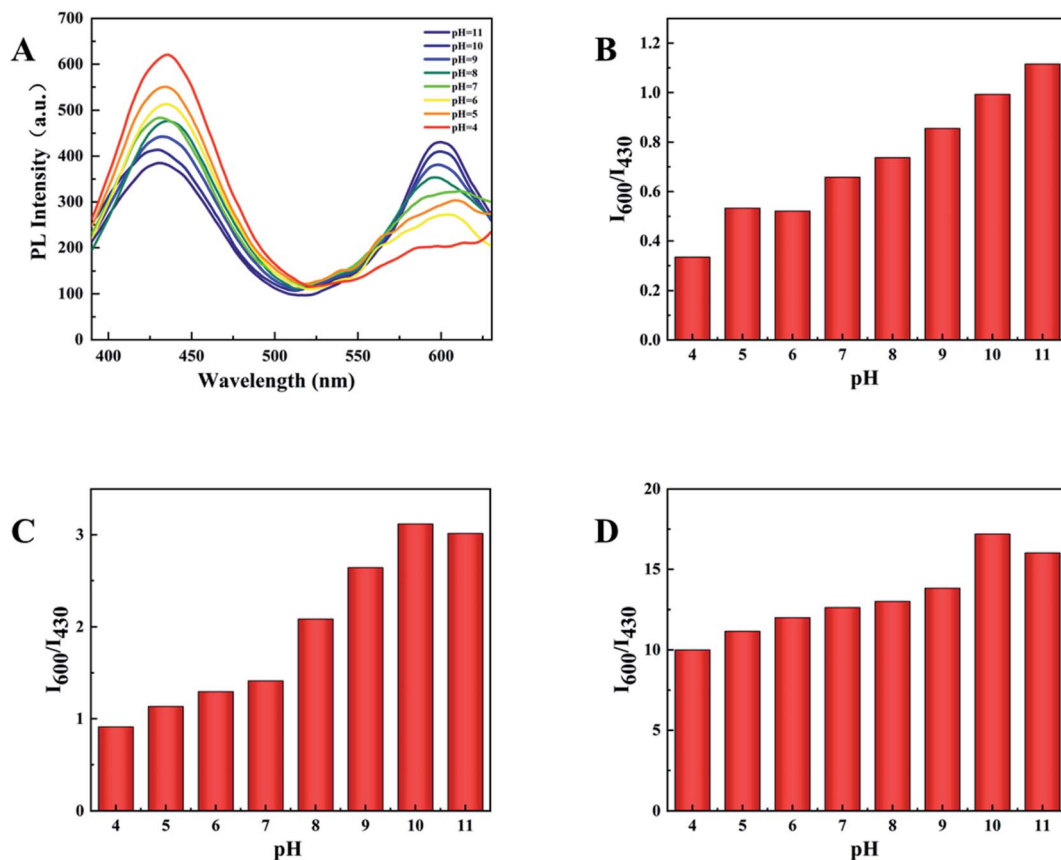 A
PL Intensity（a.u.）
700
600
500
400
300
200
100
0
400
450
500
550
600
Wavelength (nm)
pH=11
pH=10
pH=9
pH=8
pH=7
pH=6
pH=5
pH=4
B
I600/I430
1.2
1.0
0.8
0.6
0.4
0.2
0.0
4 5 6 7 8 9 10 11
pH
C
I600/I430
3
2
1
0
4 5 6 7 8 9 10 11
pH
D
I600/I430
20
15
10
5
0
4 5 6 7 8 9 10 11
pH